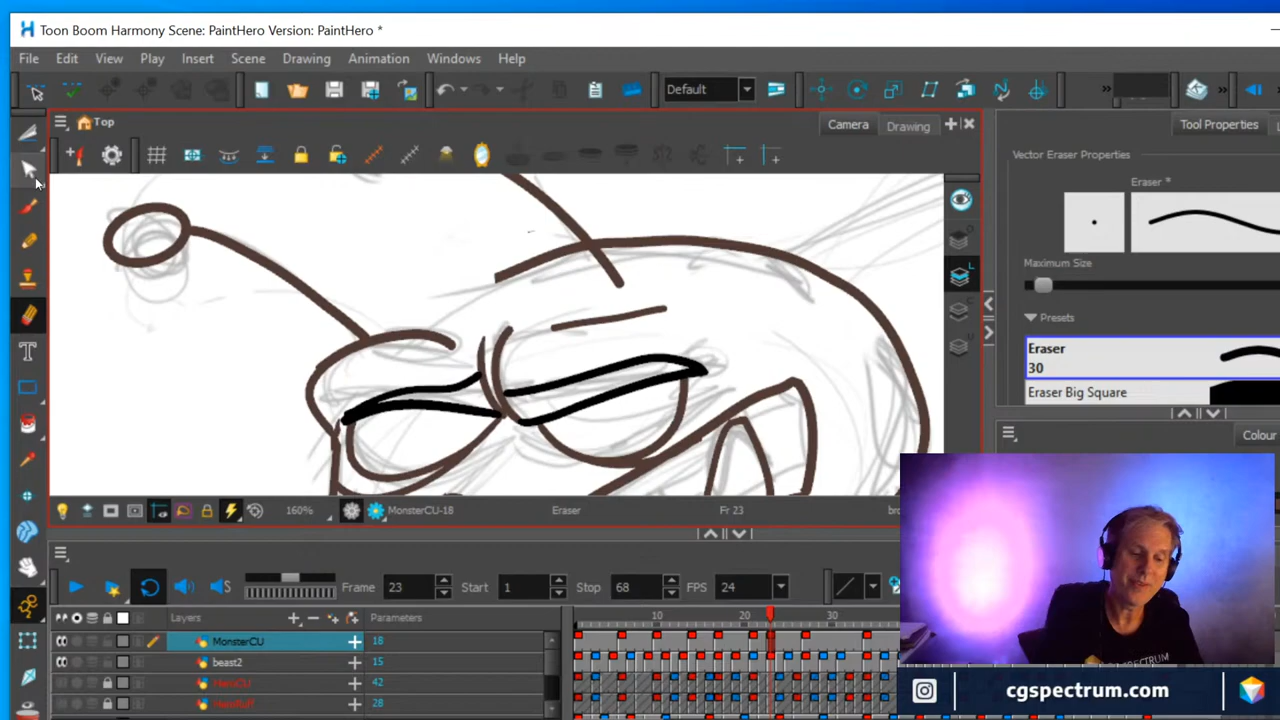 Toon Boom Harmony Scene: PaintHero Version: PaintHero *
File Edit View Play Insert Scene Drawing Animation Windows Help
Default
Top
Camera
Drawing
Tool Properties
Vector Eraser Properties
Eraser *
Maximum Size
Presets
Eraser
30
Eraser Big Square
Colour
160%
MonsterCU-18
Eraser
Fr 23
Frame 23 Start 1 Stop 68 FPS 24
Layers
Parameters
10 20 30
MonsterCU 18
beast2 15
42
28
SPECTRUM
cgspectrum.com